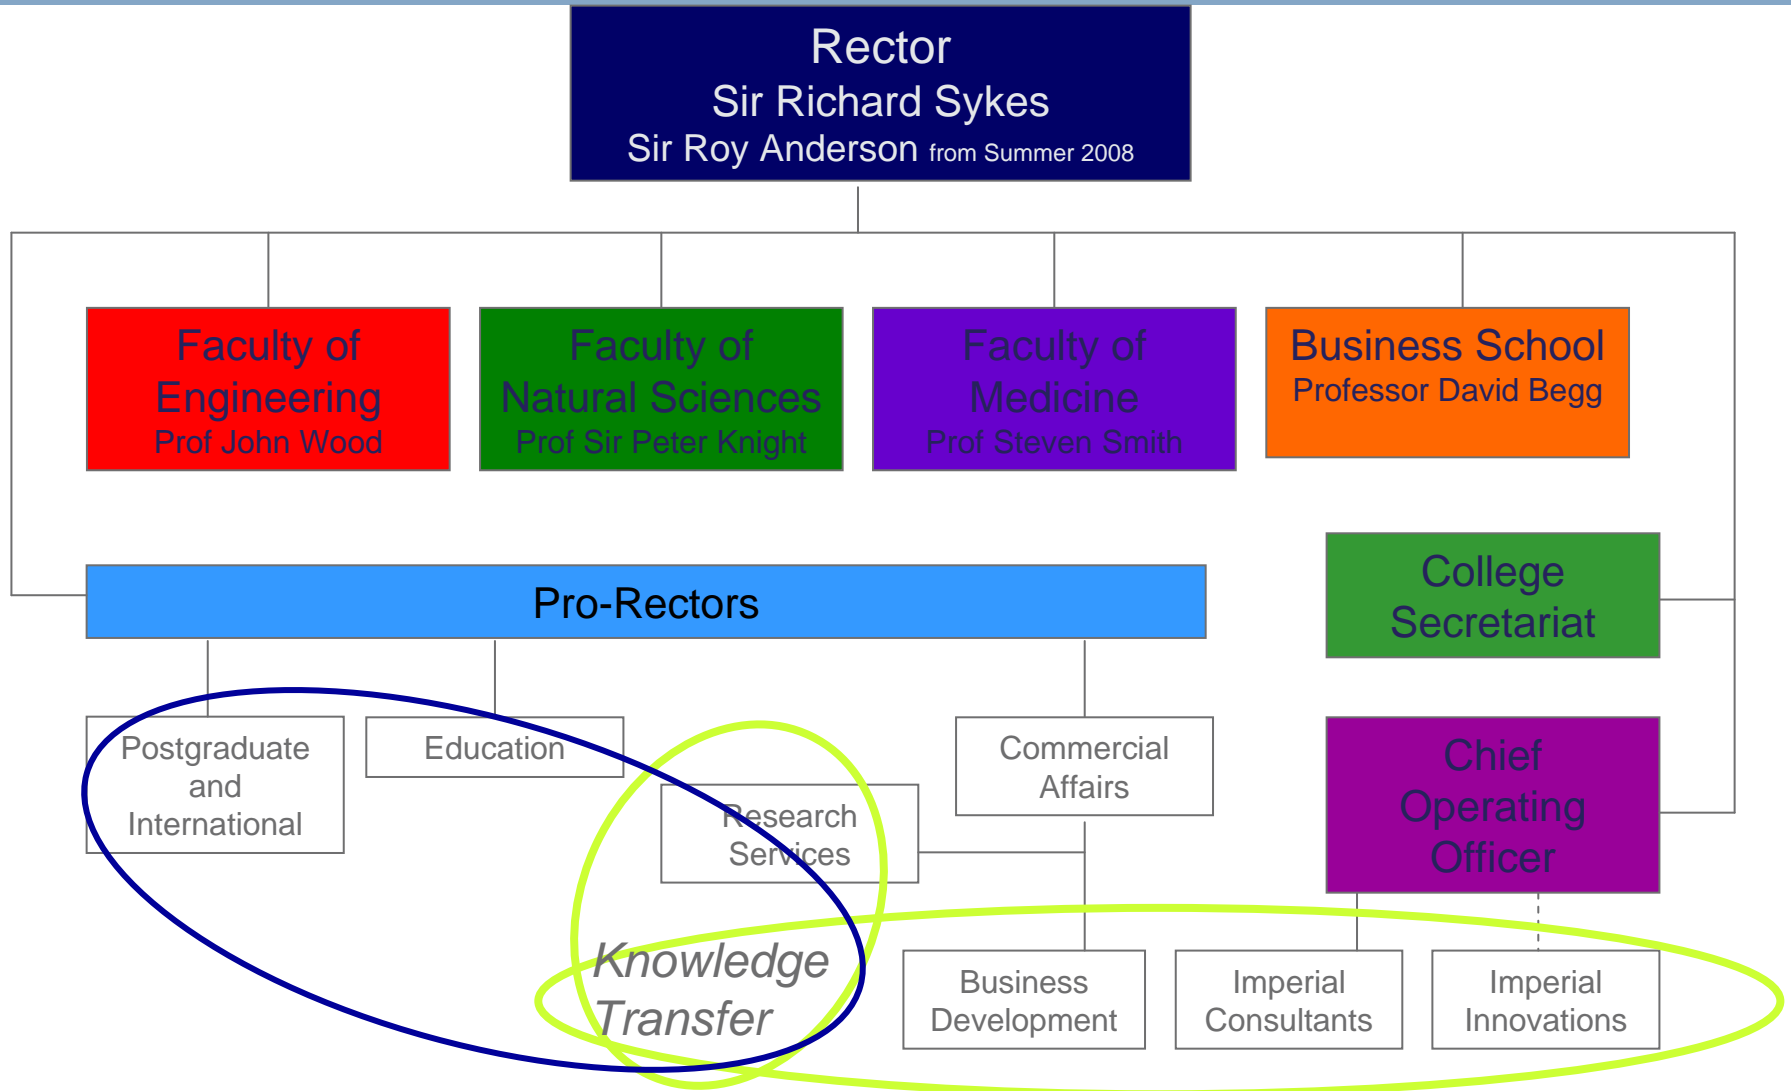 Rector
Sir Richard Sykes
Sir Roy Anderson from Summer 2008
Faculty of
Engineering
Prof John Wood
Faculty of
Natural Sciences
Prof Sir Peter Knight
Faculty of
Medicine
Prof Steven Smith
Business School
Professor David Begg
College
Secretariat
Pro-Rectors
Postgraduate
and
International
Education
Research
Services
Commercial
Affairs
Chief
Operating
Officer
Knowledge
Transfer
Business
Development
Imperial
Consultants
Imperial
Innovations